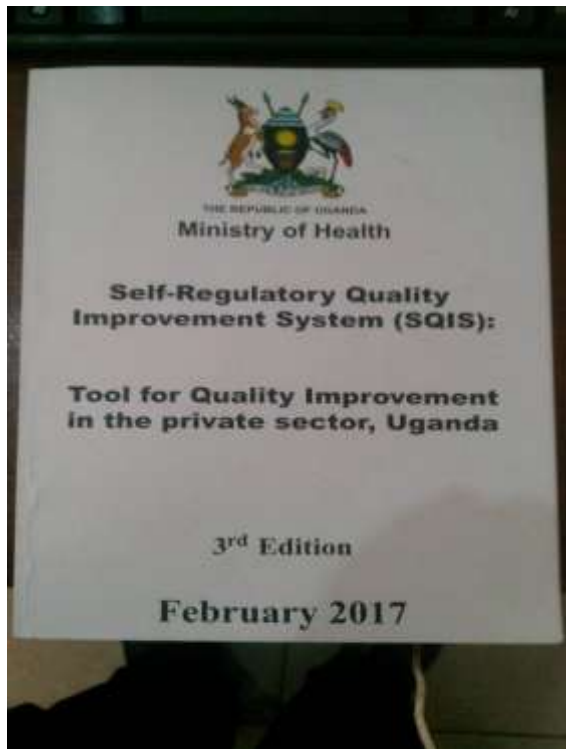 THE REPUBLIC OF UGANDA
Ministry of Health
Self-Regulatory Quality
Improvement System (SQIS):
Tool for Quality Improvement
in the private sector, Uganda
3rd Edition
February 2017